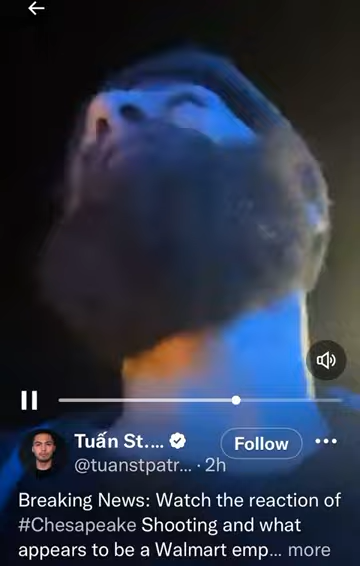 Tuấn St.…
Follow
@tuanstpatr… · 2h
Breaking News: Watch the reaction of
#Chesapeake Shooting and what
appears to be a Walmart emp… more